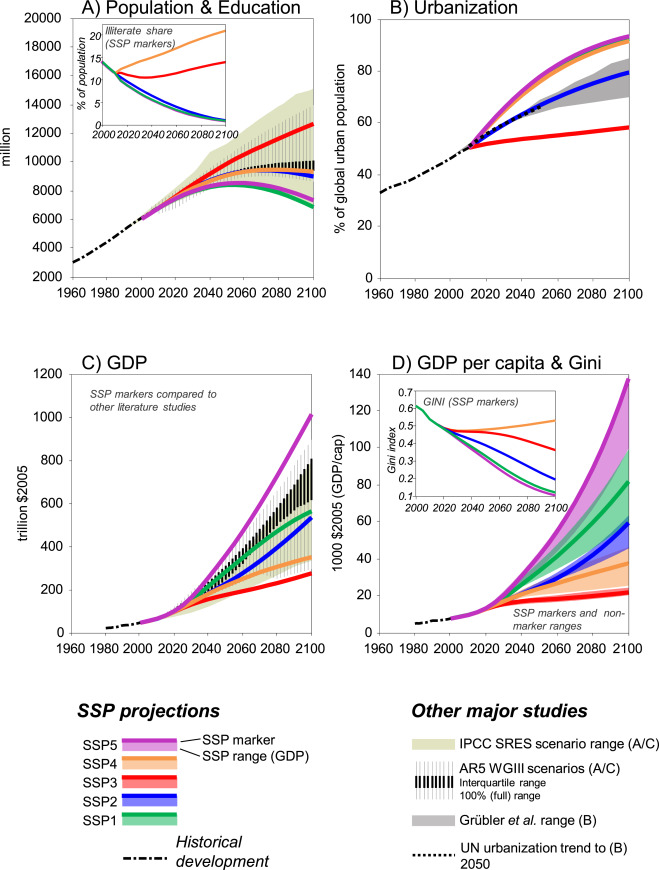 A) Population & Education
million
20000
18000
16000
14000
12000
10000
8000
6000
4000
2000
1960
1980
2000
2020
2040
2060
2080
2100
Illiterate share
(SSP markers)
% of population
20
15
10
5
0
2000
2020
2040
2060
2080
2100
B) Urbanization
% of global urban population
100
80
60
40
20
0
1960
1980
2000
2020
2040
2060
2080
2100
C) GDP
trillion $2005
1200
1000
800
600
400
200
0
1960
1980
2000
2020
2040
2060
2080
2100
SSP markers compared to
other literature studies
D) GDP per capita & Gini
1000 $2005 (GDP/cap)
140
120
100
80
60
40
20
0
1960
1980
2000
2020
2040
2060
2080
2100
GINI (SSP markers)
Gini index
0.7
0.6
0.5
0.4
0.3
0.2
0.1
2000
2020
2040
2060
2080
2100
SSP markers and non-
marker ranges
SSP projections
SSP5
SSP4
SSP3
SSP2
SSP1
SSP marker
SSP range (GDP)
Historical
development
Other major studies
IPCC SRES scenario range (A/C)
AR5 WGIII scenarios (A/C)
Interquartile range
100% (full) range
Grübler et al. range (B)
UN urbanization trend to (B)
2050